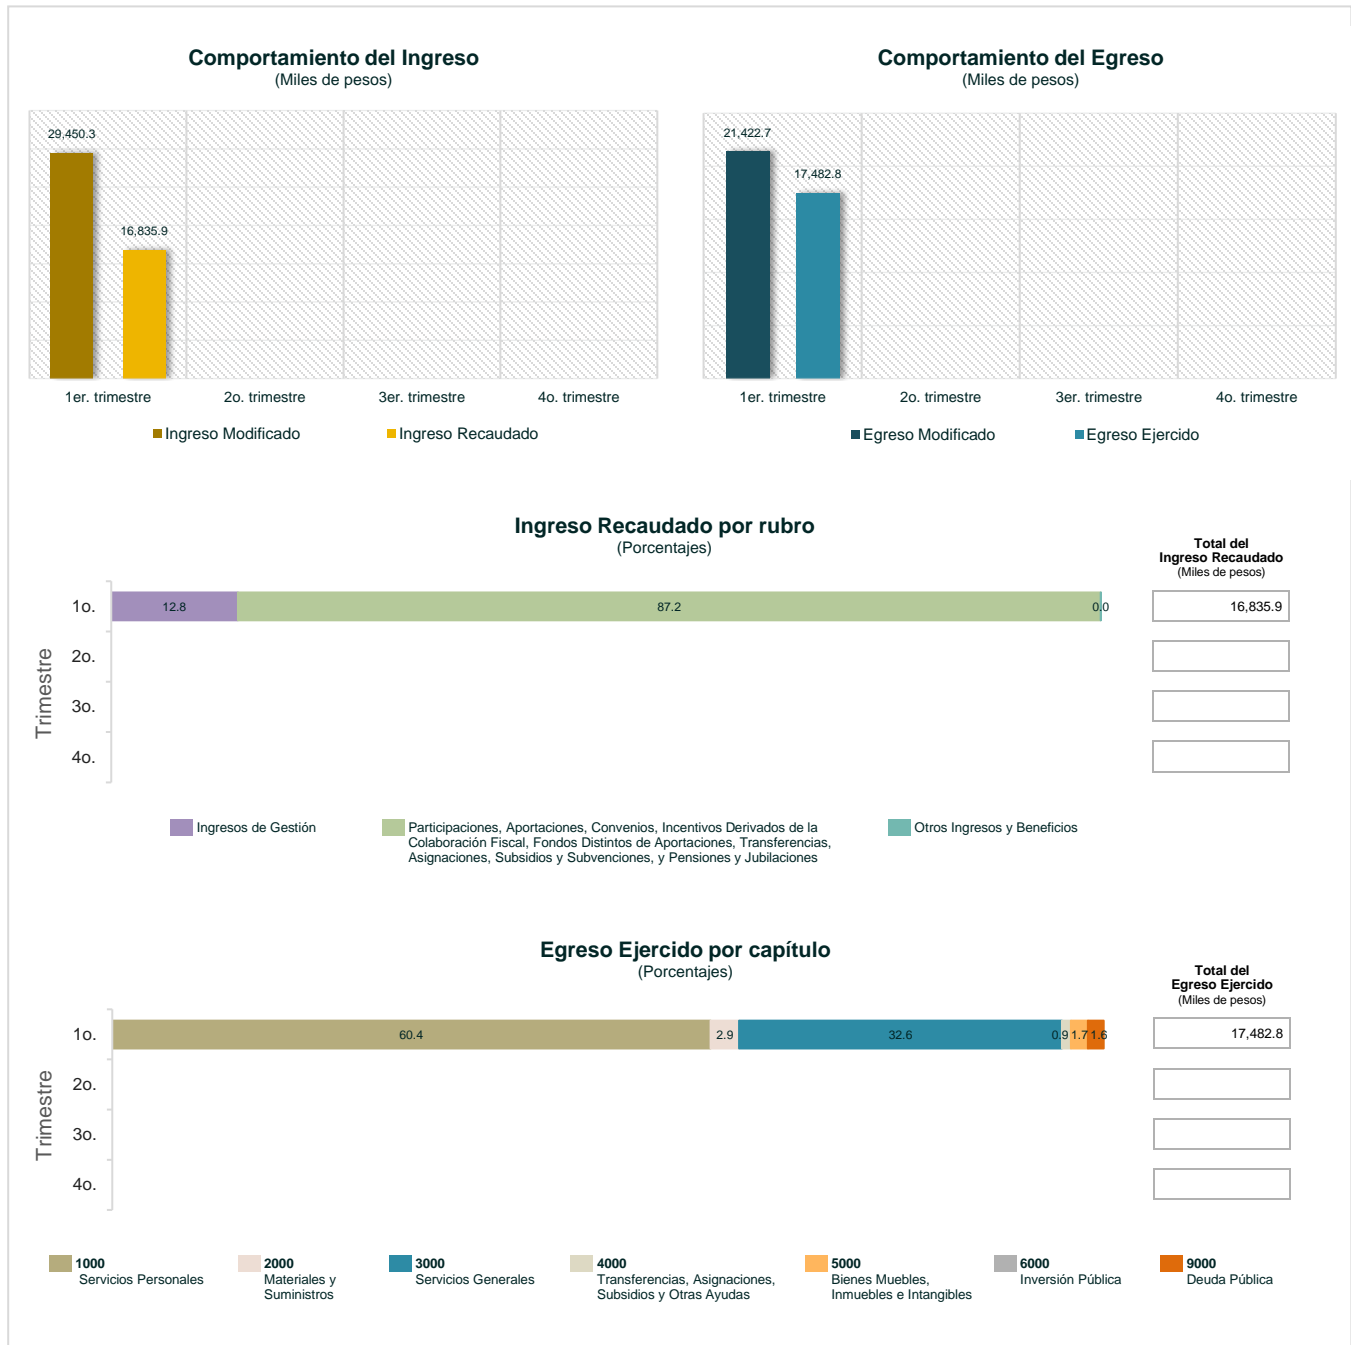 Comportamiento del Ingreso
(Miles de pesos)
29,450.3
16,835.9
1er. trimestre
2o. trimestre
3er. trimestre
4o. trimestre
Ingreso Modificado
Ingreso Recaudado
Comportamiento del Egreso
(Miles de pesos)
21,422.7
17,482.8
1er. trimestre
2o. trimestre
3er. trimestre
4o. trimestre
Egreso Modificado
Egreso Ejercido
Ingreso Recaudado por rubro
(Porcentajes)
Total del
Ingreso Recaudado
(Miles de pesos)
Trimestre
1o.
12.8
87.2
0.0
16,835.9
2o.
3o.
4o.
Ingresos de Gestión
Participaciones, Aportaciones, Convenios, Incentivos Derivados de la
Colaboración Fiscal, Fondos Distintos de Aportaciones, Transferencias,
Asignaciones, Subsidios y Subvenciones, y Pensiones y Jubilaciones
Otros Ingresos y Beneficios
Egreso Ejercido por capítulo
(Porcentajes)
Total del
Egreso Ejercido
(Miles de pesos)
Trimestre
1o.
60.4
2.9
32.6
0.9
1.7
1.6
17,482.8
2o.
3o.
4o.
1000
Servicios Personales
2000
Materiales y
Suministros
3000
Servicios Generales
4000
Transferencias, Asignaciones,
Subsidios y Otras Ayudas
5000
Bienes Muebles,
Inmuebles e Intangibles
6000
Inversión Pública
9000
Deuda Pública